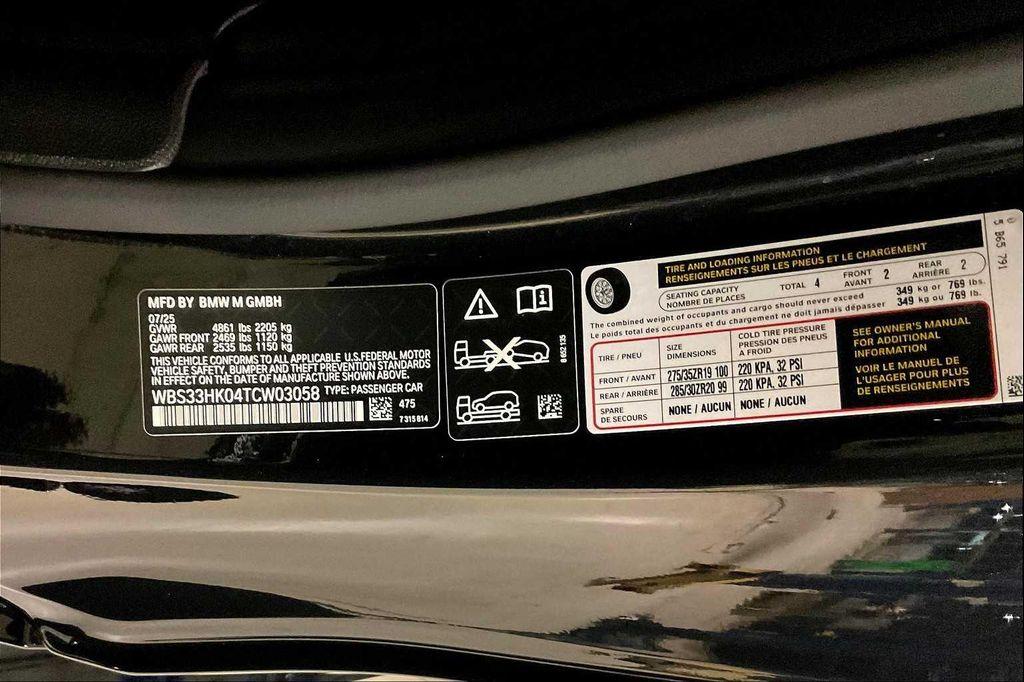 MFD BY BMW M GMBH
07/25
GVWR 4861 lbs 2205 kg
GAWR FRONT 2469 lbs 1120 kg
GAWR REAR 2535 lbs 1150 kg
THIS VEHICLE CONFORMS TO ALL APPLICABLE U.S.FEDERAL MOTOR
VEHICLE SAFETY, BUMPER AND THEFT PREVENTION STANDARDS
IN EFFECT ON THE DATE OF MANUFACTURE SHOWN ABOVE.
WBS33HK04TCW03058 TYPE: PASSENGER CAR
475
7 315 814
8 652 135
TIRE AND LOADING INFORMATION
RENSEIGNEMENTS SUR LES PNEUS ET LE CHARGEMENT
SEATING CAPACITY
NOMBRE DE PLACES
TOTAL 4
FRONT
AVANT 2
REAR
ARRIÈRE 2
The combined weight of occupants and cargo should never exceed 349 kg or 769 lbs.
Le poids total des occupants et du chargement ne doit jamais dépasser 349 kg ou 769 lb.
TIRE / PNEU
SIZE
DIMENSIONS
COLD TIRE PRESSURE
PRESSION DES PNEUS
A FROID
FRONT / AVANT 275/35ZR19 100 220 KPA, 32 PSI
REAR / ARRIÈRE 285/30ZR20 99 220 KPA, 32 PSI
SPARE
DE SECOURS
NONE / AUCUN NONE / AUCUN
SEE OWNER'S MANUAL
FOR ADDITIONAL
INFORMATION
VOIR LE MANUEL DE
L'USAGER POUR PLUS
DE RENSEIGNEMENTS
5 B65 791